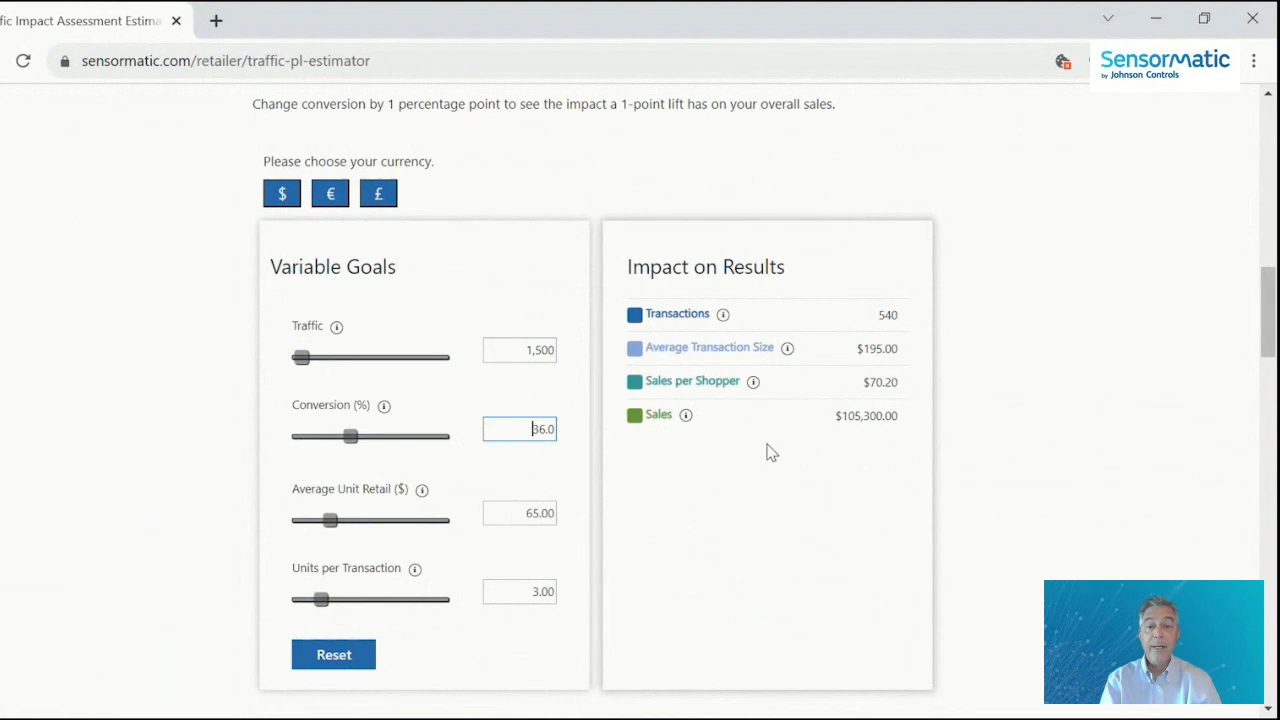 fic Impact Assessment Estima
sensormatic.com/retailer/traffic-pl-estimator
Sensormatic
by Johnson Controls
Change conversion by 1 percentage point to see the impact a 1-point lift has on your overall sales.
Please choose your currency.
$ € £
Variable Goals
Traffic
1,500
Conversion (%)
36.0
Average Unit Retail ($)
65.00
Units per Transaction
3.00
Reset
Impact on Results
Transactions 540
Average Transaction Size $195.00
Sales per Shopper $70.20
Sales $105,300.00